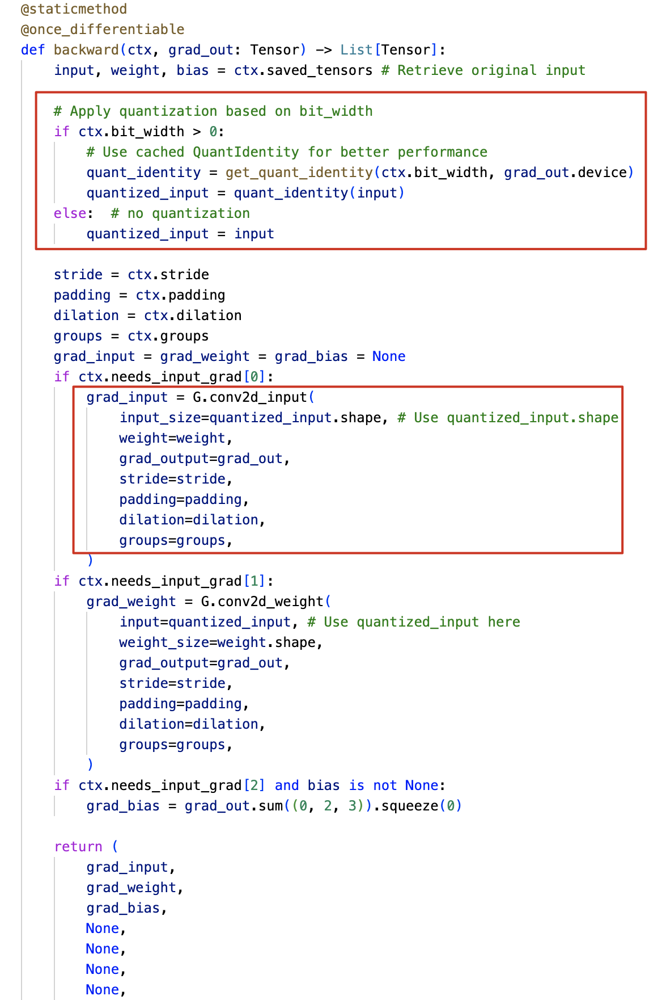 @staticmethod
@once_differentiable
def backward(ctx, grad_out: Tensor) -> List[Tensor]:
    input, weight, bias = ctx.saved_tensors # Retrieve original input

    # Apply quantization based on bit_width
    if ctx.bit_width > 0:
        # Use cached QuantIdentity for better performance
        quant_identity = get_quant_identity(ctx.bit_width, grad_out.device)
        quantized_input = quant_identity(input)
    else:  # no quantization
        quantized_input = input

    stride = ctx.stride
    padding = ctx.padding
    dilation = ctx.dilation
    groups = ctx.groups
    grad_input = grad_weight = grad_bias = None
    if ctx.needs_input_grad[0]:
        grad_input = G.conv2d_input(
            input_size=quantized_input.shape, # Use quantized_input.shape
            weight=weight,
            grad_output=grad_out,
            stride=stride,
            padding=padding,
            dilation=dilation,
            groups=groups,
        )
    if ctx.needs_input_grad[1]:
        grad_weight = G.conv2d_weight(
            input=quantized_input, # Use quantized_input here
            weight_size=weight.shape,
            grad_output=grad_out,
            stride=stride,
            padding=padding,
            dilation=dilation,
            groups=groups,
        )
    if ctx.needs_input_grad[2] and bias is not None:
        grad_bias = grad_out.sum((0, 2, 3)).squeeze(0)

    return (
        grad_input,
        grad_weight,
        grad_bias,
        None,
        None,
        None,
        None,